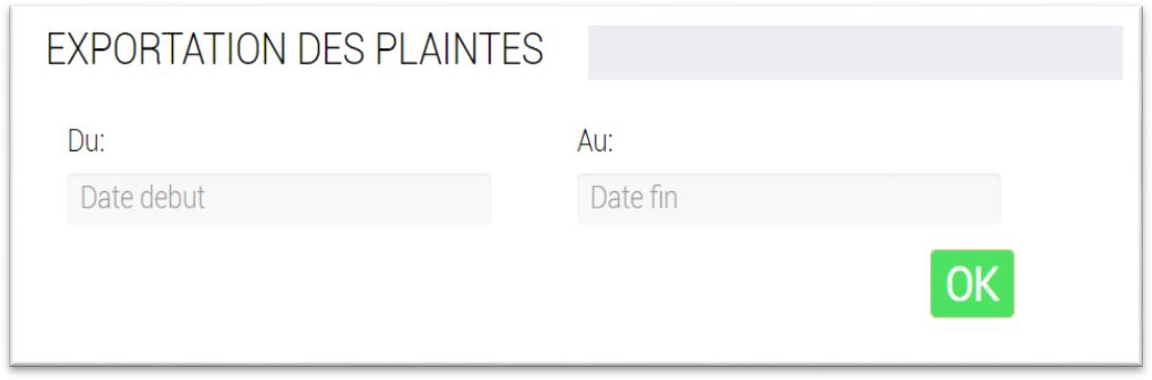 EXPORTATION DES PLAINTES
Du:
Au:
Date debut
Date fin
OK